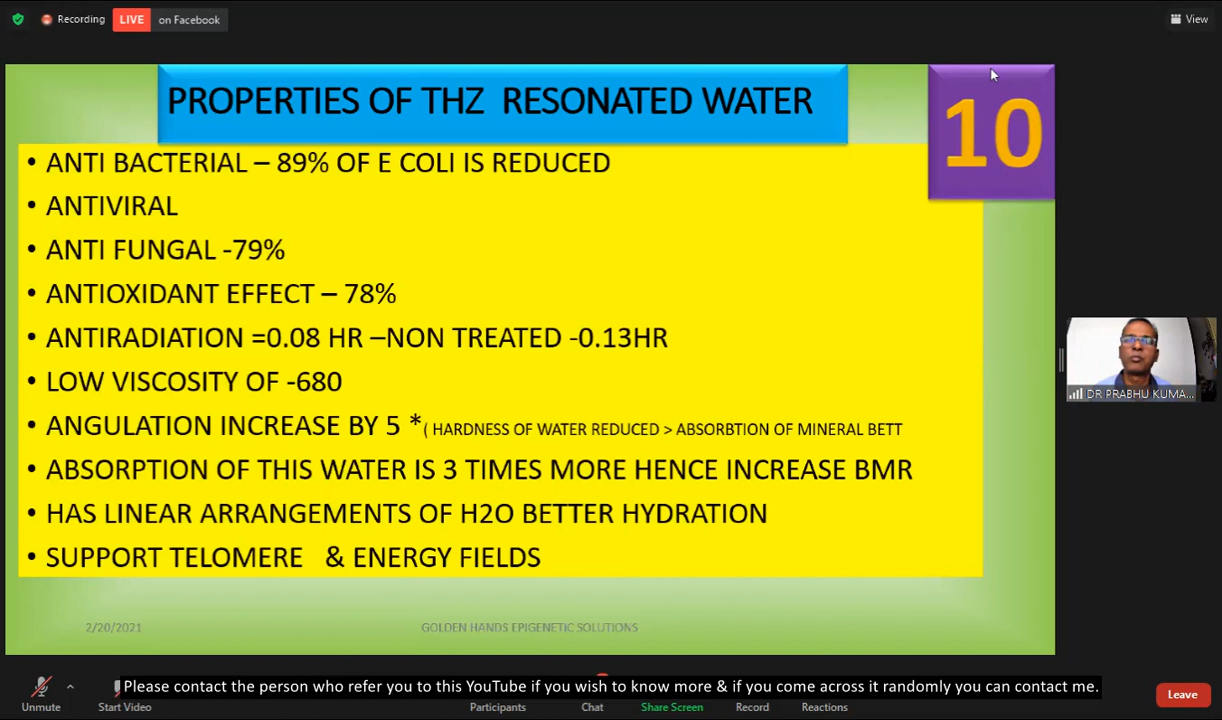 Recording
LIVE on Facebook
View
PROPERTIES OF THZ RESONATED WATER
10
• ANTI BACTERIAL – 89% OF E COLI IS REDUCED
• ANTIVIRAL
• ANTI FUNGAL -79%
• ANTIOXIDANT EFFECT – 78%
• ANTIRADIATION =0.08 HR –NON TREATED -0.13HR
• LOW VISCOSITY OF -680
• ANGULATION INCREASE BY 5 *( HARDNESS OF WATER REDUCED > ABSORBTION OF MINERAL BETT
• ABSORPTION OF THIS WATER IS 3 TIMES MORE HENCE INCREASE BMR
• HAS LINEAR ARRANGEMENTS OF H2O BETTER HYDRATION
• SUPPORT TELOMERE & ENERGY FIELDS
DR PRABHU KUMA...
2/20/2021
GOLDEN HANDS EPIGENETIC SOLUTIONS
Please contact the person who refer you to this YouTube if you wish to know more & if you come across it randomly you can contact me.
Unmute
Start Video
Participants
Chat
Share Screen
Record
Reactions
Leave